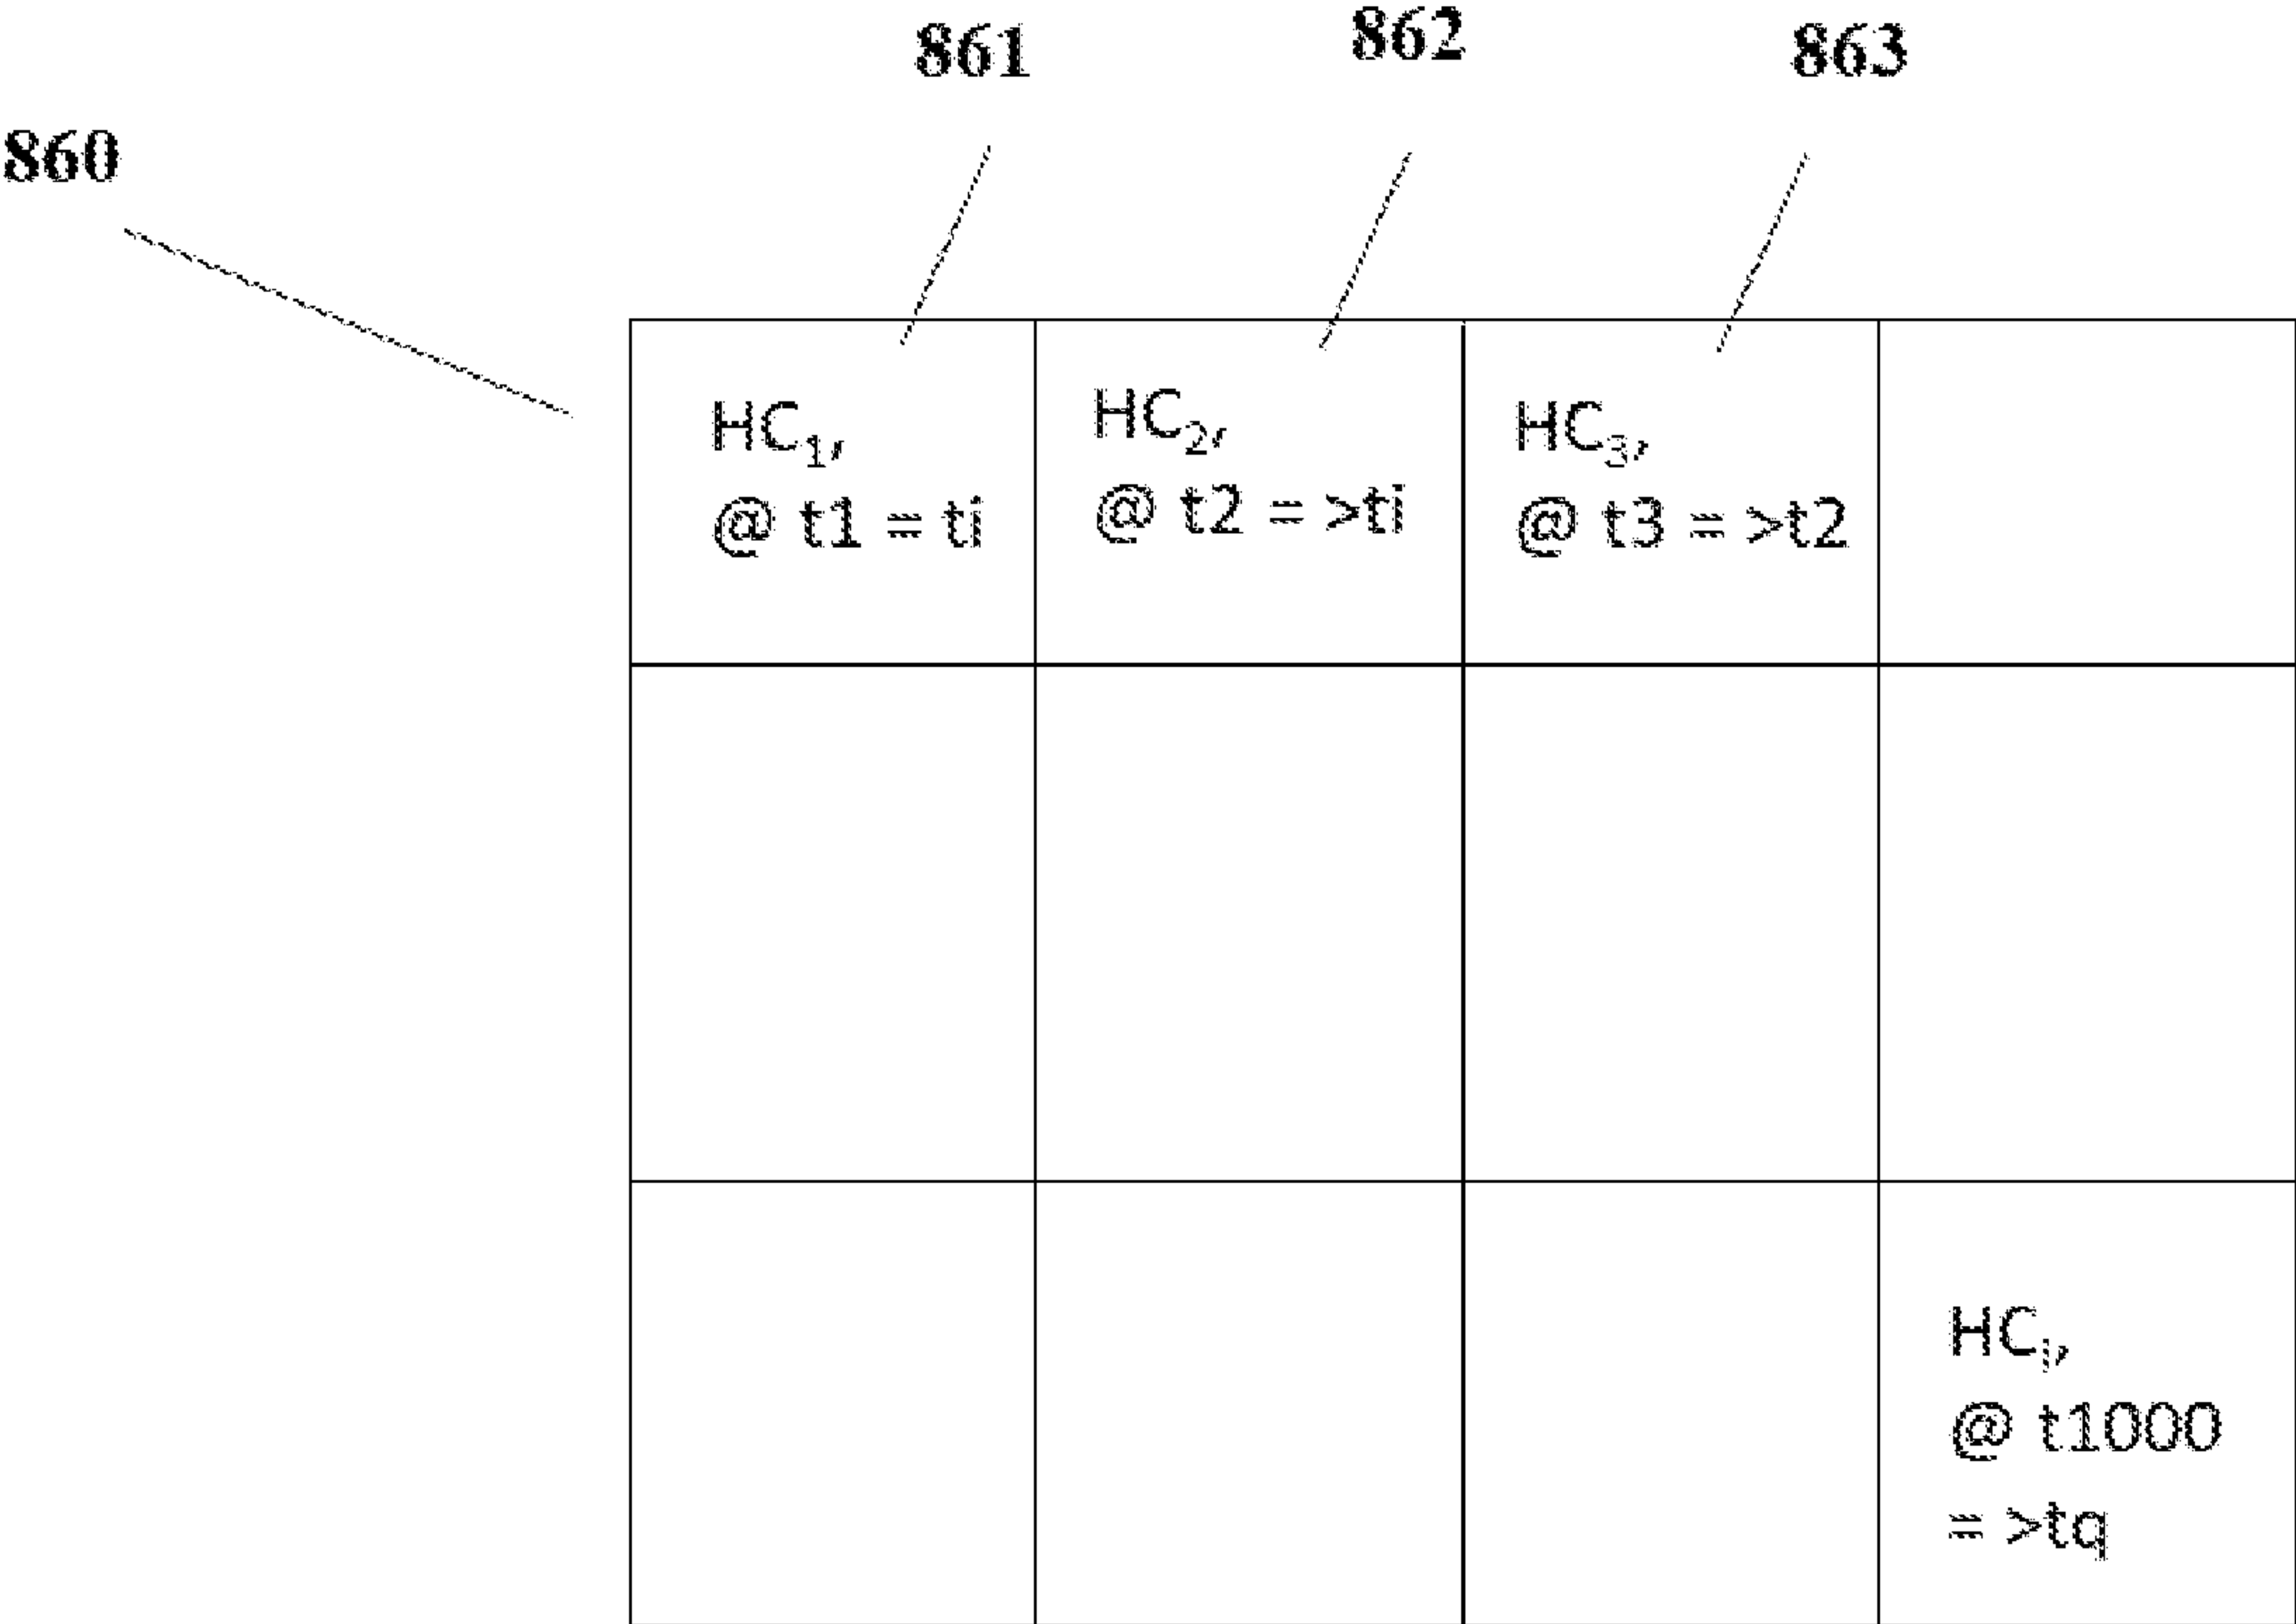 861 862 863
860
HC1, HC2, HC3,
@ t1 = ti @ t2 = >ti @ t3 = >t2
HCi,
@ t1000
= >tq